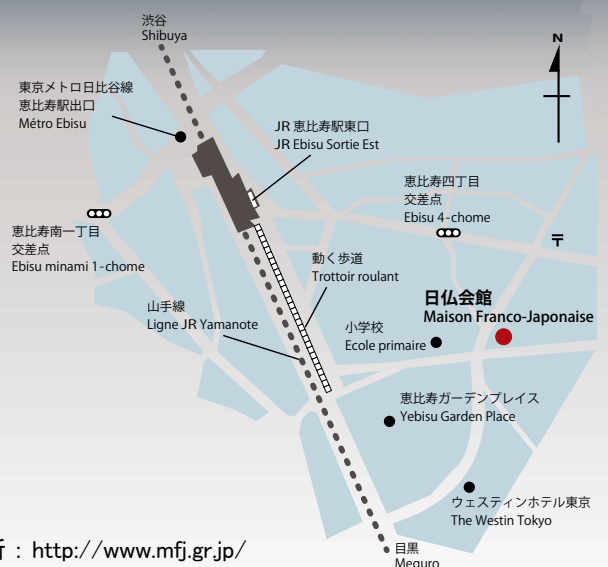 渋谷
Shibuya
N
東京メトロ日比谷線
恵比寿駅出口
Métro Ebisu
JR 恵比寿駅東口
JR Ebisu Sortie Est
恵比寿四丁目
交差点
Ebisu 4-chome
恵比寿南一丁目
交差点
Ebisu minami 1-chome
〒
動く歩道
Trottoir roulant
日仏会館
Maison Franco-Japonaise
山手線
Ligne JR Yamanote
小学校
Ecole primaire
恵比寿ガーデンプレイス
Yebisu Garden Place
ウェスティンホテル東京
The Westin Tokyo
: http://www.mfj.gr.jp/
目黒
Meguro